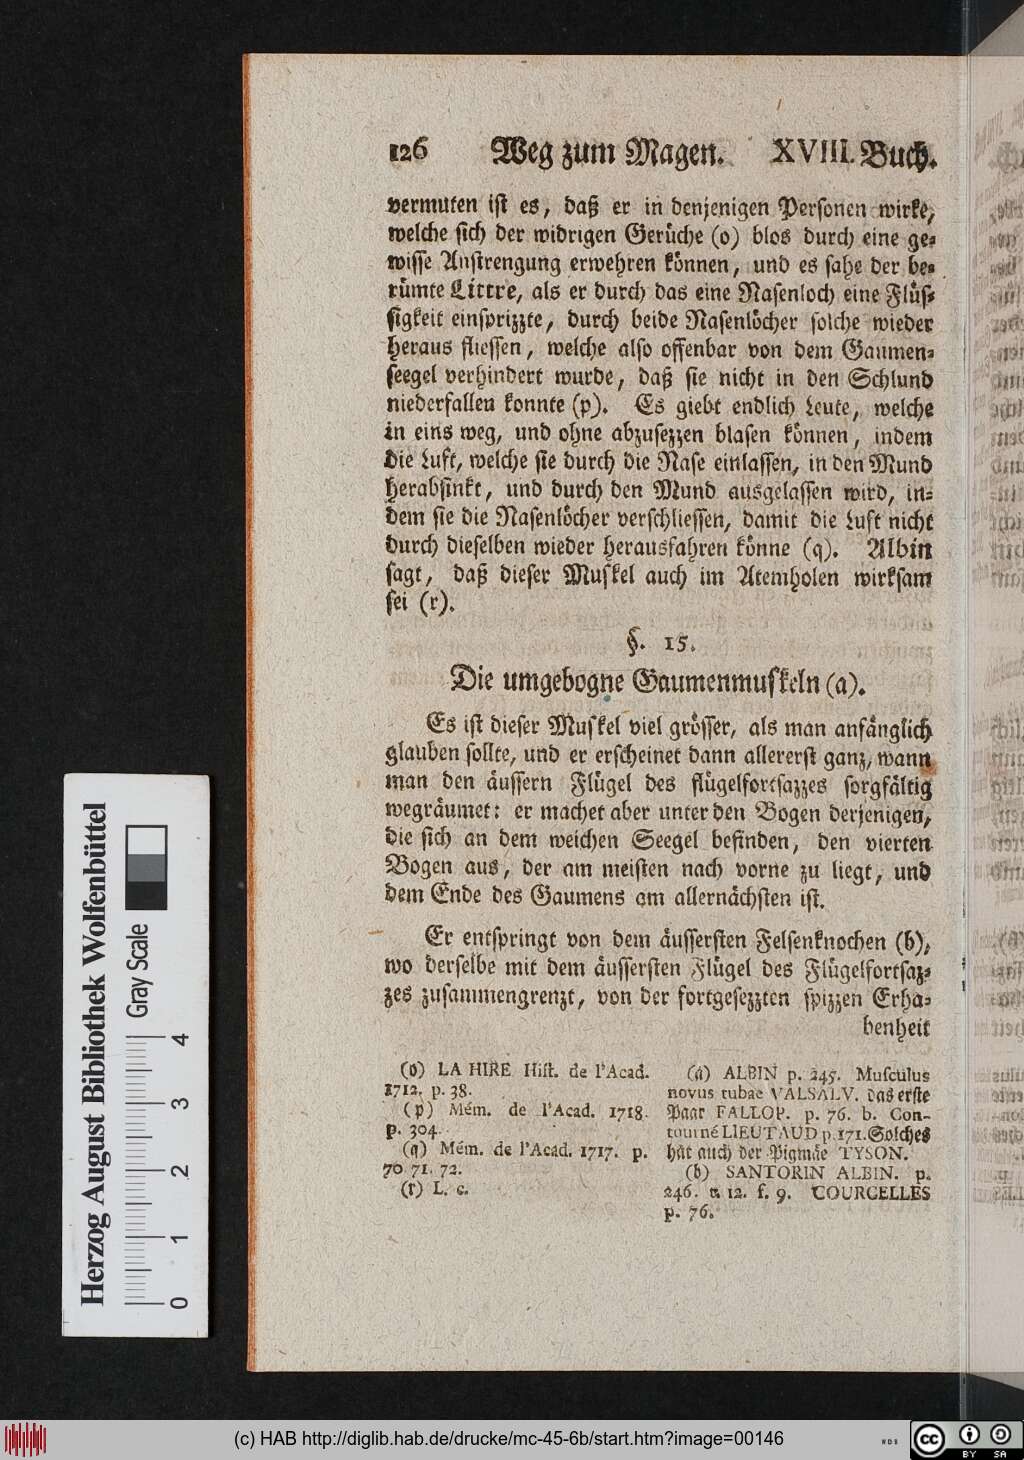 126 Weg zum Magen. XVIII. Buch.
vermuten ist es, daß er in denjenigen Personen wirke,
welche sich der widrigen Gerüche (o) blos durch eine ge=
wisse Anstrengung erwehren können, und es sahe der be=
rümte Littre, als er durch das eine Nasenloch eine Flüs=
sigkeit einsprizzte, durch beide Nasenlöcher solche wieder
heraus fliessen, welche also offenbar von dem Gaumen=
seegel verhindert wurde, daß sie nicht in den Schlund
niederfallen konnte (p). Es giebt endlich Leute, welche
in eins weg, und ohne abzusezzen blasen können, indem
die Luft, welche sie durch die Nase einlassen, in den Mund
herabsinkt, und durch den Mund ausgelassen wird, in=
dem sie die Nasenlöcher verschliessen, damit die Luft nicht
durch dieselben wieder herausfahren könne (q). Albin
sagt, daß dieser Muskel auch im Atemholen wirksam
sei (r).
§. 15.
Die umgebogne Gaumenmuskeln (a).
Es ist dieser Muskel viel grösser, als man anfänglich
glauben sollte, und er erscheinet dann allererst ganz, wann
man den äussern Flügel des flügelfortsazzes sorgfältig
wegräumet: er machet aber unter den Bogen derjenigen,
die sich an dem weichen Seegel befinden, den vierten
Bogen aus, der am meisten nach vorne zu liegt, und
dem Ende des Gaumens am allernächsten ist.
Er entspringt von dem äussersten Felsenknochen (b),
wo derselbe mit dem äussersten Flügel des Flügelfortsaz=
zes zusammengrenzt, von der fortgesezzten spizzen Erha=
benheit
(o) LA HIRE Hist. de l'Acad.
1712. p. 38.
(p) Mém. de l'Acad. 1718.
p. 304.
(q) Mém. de l'Acad. 1717. p.
70 71. 72.
(r) L. c.
(a) ALBIN p. 245. Musculus
novus tubae VALSALV. das erste
Paar FALLOP. p. 76. b. Con-
tourné LIEUTAUD p. 171. Solches
hat auch der Pigmäe TYSON.
(b) SANTORIN ALBIN. p.
246. t. 12. f. 9. COURCELLES
p. 76.
Herzog August Bibliothek Wolfenbüttel
Gray Scale
0 1 2 3 4
(c) HAB http://diglib.hab.de/drucke/mc-45-6b/start.htm?image=00146
cc BY SA